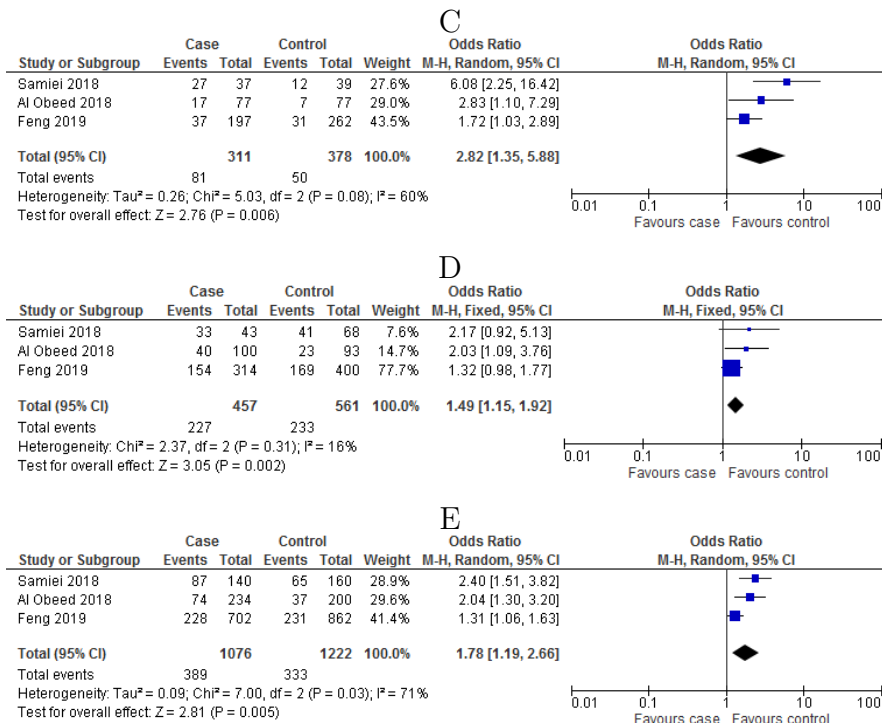 C
Case Control Odds Ratio Odds Ratio
Study or Subgroup Events Total Events Total Weight M-H, Random, 95% CI M-H, Random, 95% CI
Samiei 2018 27 37 12 39 27.6% 6.08 [2.25, 16.42]
Al Obeed 2018 17 77 7 77 29.0% 2.83 [1.10, 7.29]
Feng 2019 37 197 31 262 43.5% 1.72 [1.03, 2.89]
Total (95% CI) 311 378 100.0% 2.82 [1.35, 5.88]
Total events 81 50
Heterogeneity: Tau² = 0.26; Chi² = 5.03, df = 2 (P = 0.08); I² = 60%
Test for overall effect: Z = 2.76 (P = 0.006)
0.01 0.1 1 10 100
Favours case Favours control
D
Case Control Odds Ratio Odds Ratio
Study or Subgroup Events Total Events Total Weight M-H, Fixed, 95% CI M-H, Fixed, 95% CI
Samiei 2018 33 43 41 68 7.6% 2.17 [0.92, 5.13]
Al Obeed 2018 40 100 23 93 14.7% 2.03 [1.09, 3.76]
Feng 2019 154 314 169 400 77.7% 1.32 [0.98, 1.77]
Total (95% CI) 457 561 100.0% 1.49 [1.15, 1.92]
Total events 227 233
Heterogeneity: Chi² = 2.37, df = 2 (P = 0.31); I² = 16%
Test for overall effect: Z = 3.05 (P = 0.002)
0.01 0.1 1 10 100
Favours case Favours control
E
Case Control Odds Ratio Odds Ratio
Study or Subgroup Events Total Events Total Weight M-H, Random, 95% CI M-H, Random, 95% CI
Samiei 2018 87 140 65 160 28.9% 2.40 [1.51, 3.82]
Al Obeed 2018 74 234 37 200 29.6% 2.04 [1.30, 3.20]
Feng 2019 228 702 231 862 41.4% 1.31 [1.06, 1.63]
Total (95% CI) 1076 1222 100.0% 1.78 [1.19, 2.66]
Total events 389 333
Heterogeneity: Tau² = 0.09; Chi² = 7.00, df = 2 (P = 0.03); I² = 71%
Test for overall effect: Z = 2.81 (P = 0.005)
0.01 0.1 1 10 100
Favours case Favours control